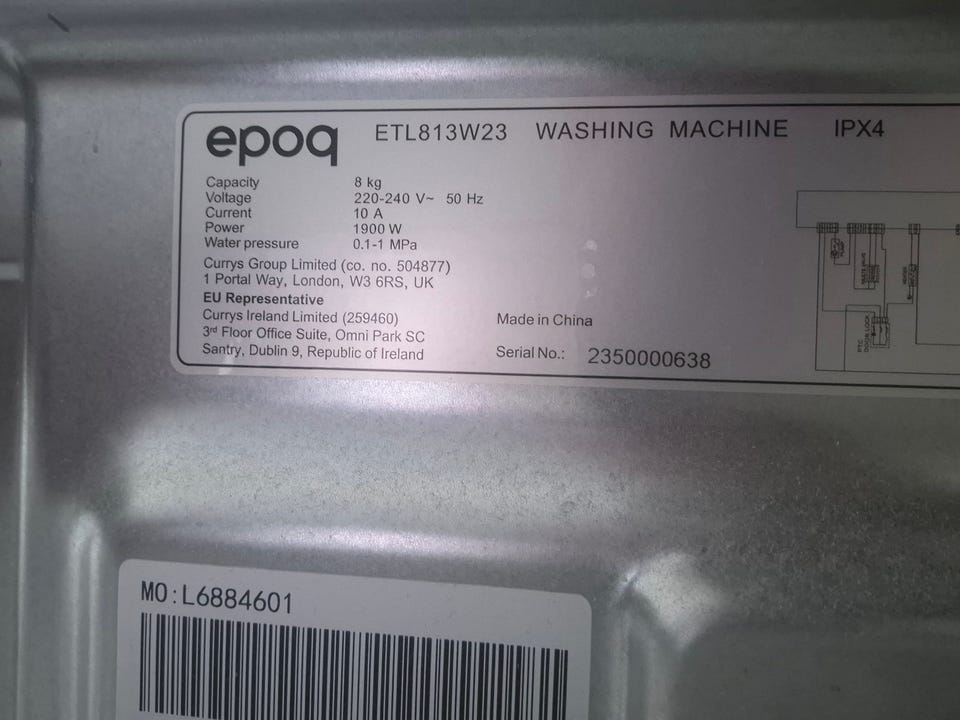 epoq ETL813W23 WASHING MACHINE IPX4
Capacity 8 kg
Voltage 220-240 V~ 50 Hz
Current 10 A
Power 1900 W
Water pressure 0.1-1 MPa
Currys Group Limited (co. no. 504877)
1 Portal Way, London, W3 6RS, UK
EU Representative
Currys Ireland Limited (259460)
3rd Floor Office Suite, Omni Park SC
Santry, Dublin 9, Republic of Ireland
Made in China
Serial No.: 2350000638
PTC
DOOR LOCK
MO:L6884601